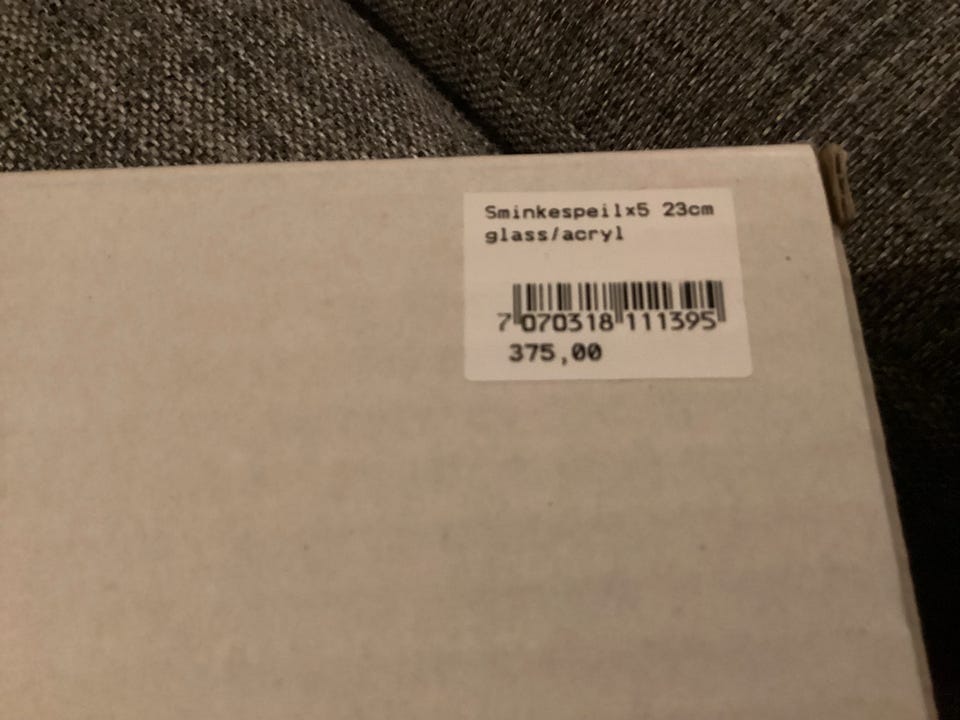 Sminkespeilx5 23cm
glass/acryl
7 070318 111395
375,00